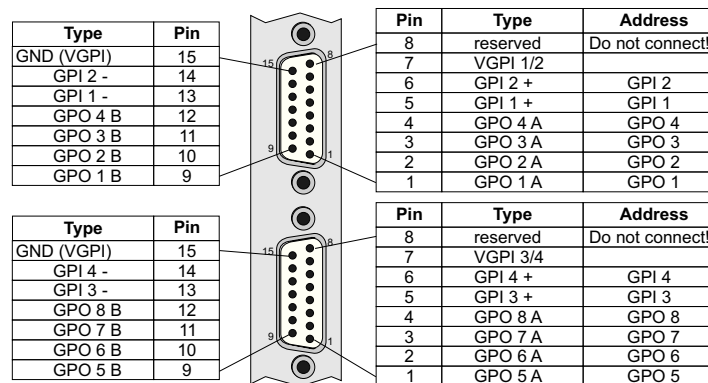 Type Pin
GND (VGPI) 15
GPI 2 - 14
GPI 1 - 13
GPO 4 B 12
GPO 3 B 11
GPO 2 B 10
GPO 1 B 9
15 8
9 1
Pin Type Address
8 reserved Do not connect!
7 VGPI 1/2
6 GPI 2 + GPI 2
5 GPI 1 + GPI 1
4 GPO 4 A GPO 4
3 GPO 3 A GPO 3
2 GPO 2 A GPO 2
1 GPO 1 A GPO 1
Type Pin
GND (VGPI) 15
GPI 4 - 14
GPI 3 - 13
GPO 8 B 12
GPO 7 B 11
GPO 6 B 10
GPO 5 B 9
15 8
9 1
Pin Type Address
8 reserved Do not connect!
7 VGPI 3/4
6 GPI 4 + GPI 4
5 GPI 3 + GPI 3
4 GPO 8 A GPO 8
3 GPO 7 A GPO 7
2 GPO 6 A GPO 6
1 GPO 5 A GPO 5